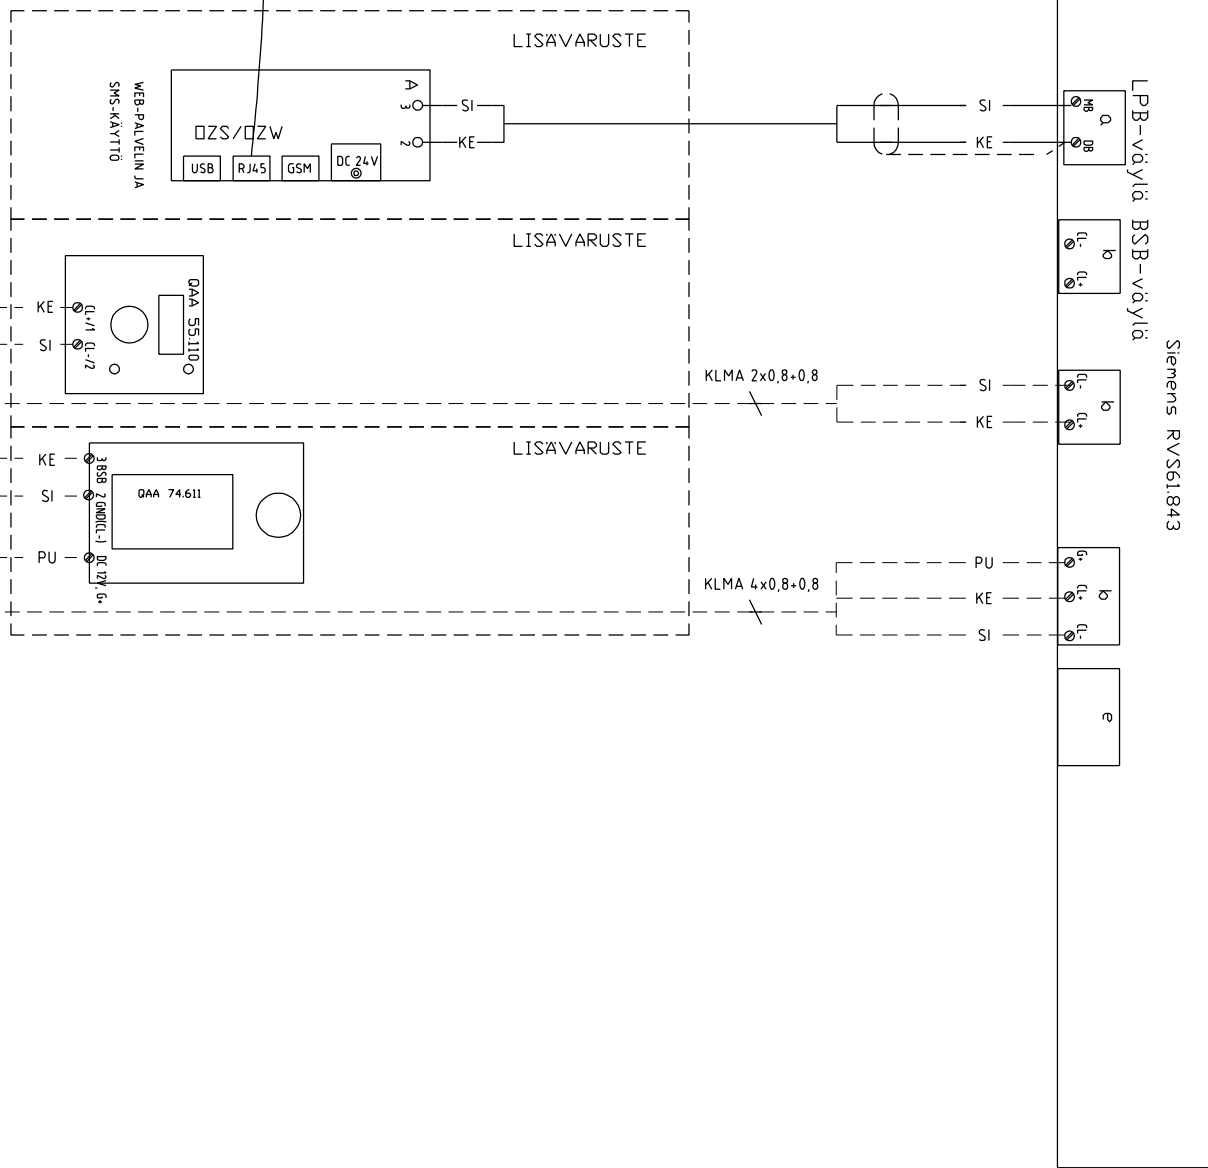 LISÄVARUSTE
WEB-PALVELIN JA
SMS-KÄYTTÖ
OZS/OZW
A
3
2
SI
KE
USB
RJ45
GSM
DC 24V
SI
KE
MB
DB
a
LPB-väylä
BSB-väylä
Siemens RVS61.843
LISÄVARUSTE
QAA 55.110
KE
SI
CL+/1
CL-/2
CL-
CL+
b
KLMA 2x0,8+0,8
SI
KE
CL-
CL+
b
LISÄVARUSTE
QAA 74.611
KE
SI
PU
3 BSB
2 GND(CL-)
DC 12V, G+
KLMA 4x0,8+0,8
PU
KE
SI
G+
CL+
CL-
b
e